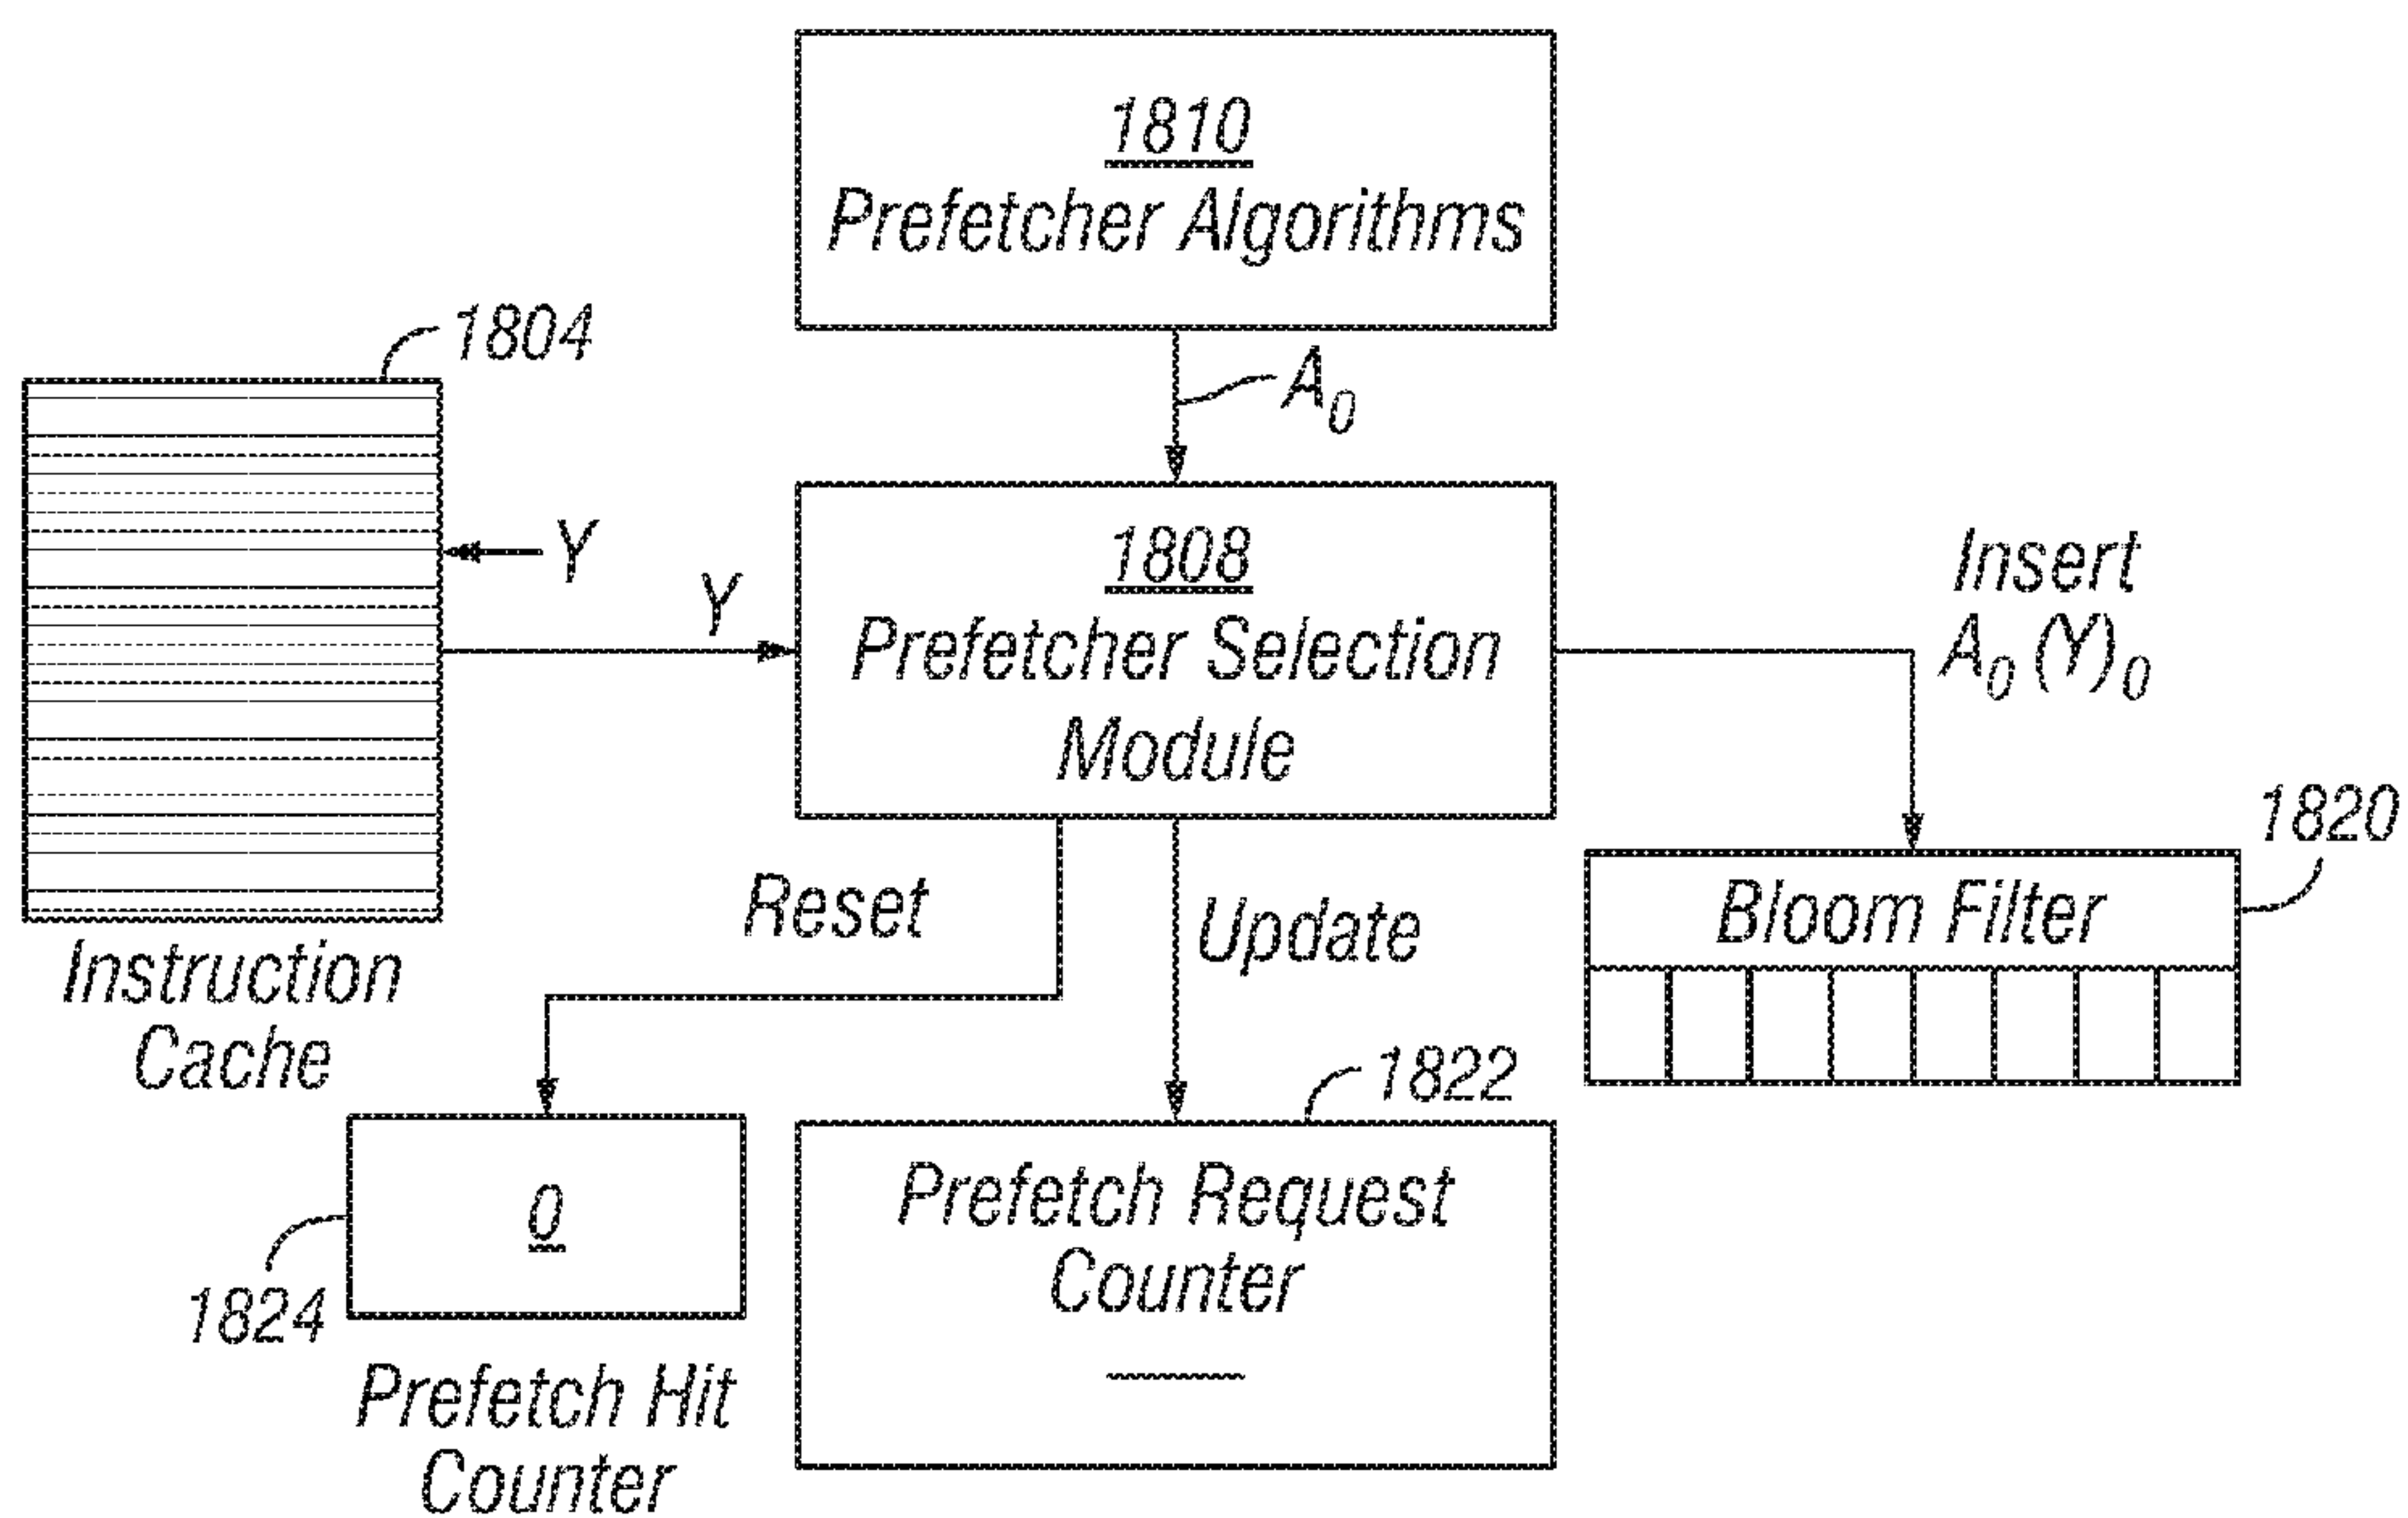 1810
Prefetcher Algorithms
1804
A0
Y
Y
1808
Prefetcher Selection
Module
Insert
A0 (Y)0
1820
Reset
Update
Bloom Filter
Instruction
Cache
1822
0
Prefetch Request
Counter
1824
Prefetch Hit
Counter